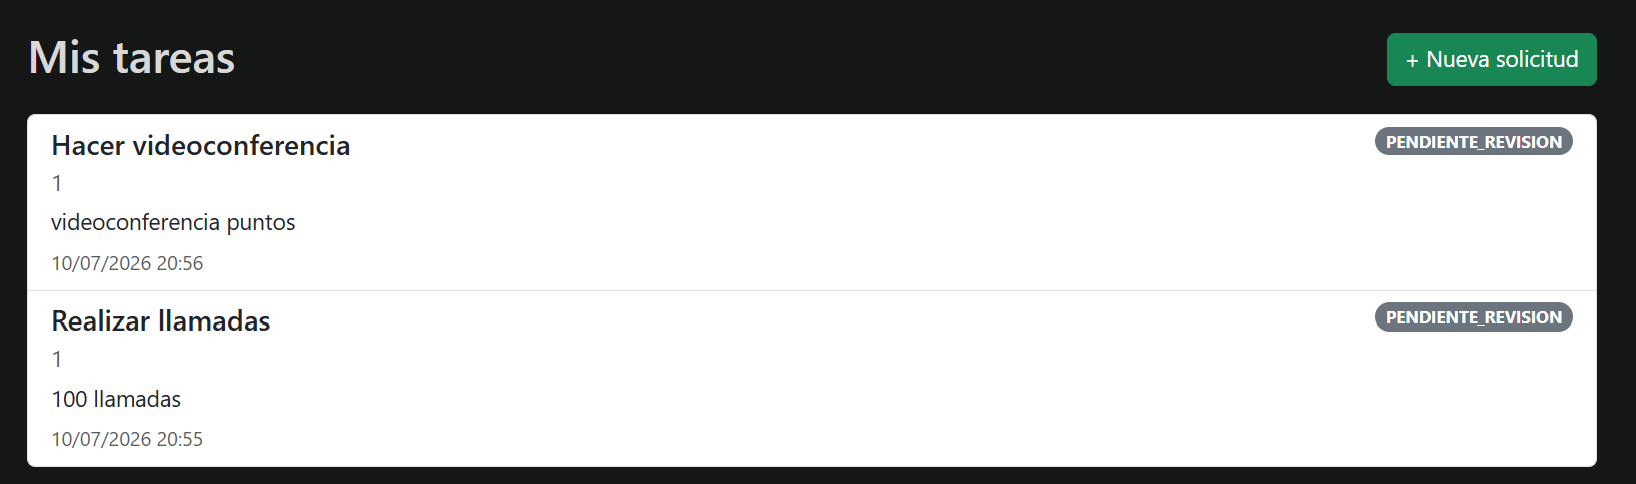 Mis tareas
+ Nueva solicitud
Hacer videoconferencia
PENDIENTE_REVISION
1
videoconferencia puntos
10/07/2026 20:56
Realizar llamadas
PENDIENTE_REVISION
1
100 llamadas
10/07/2026 20:55